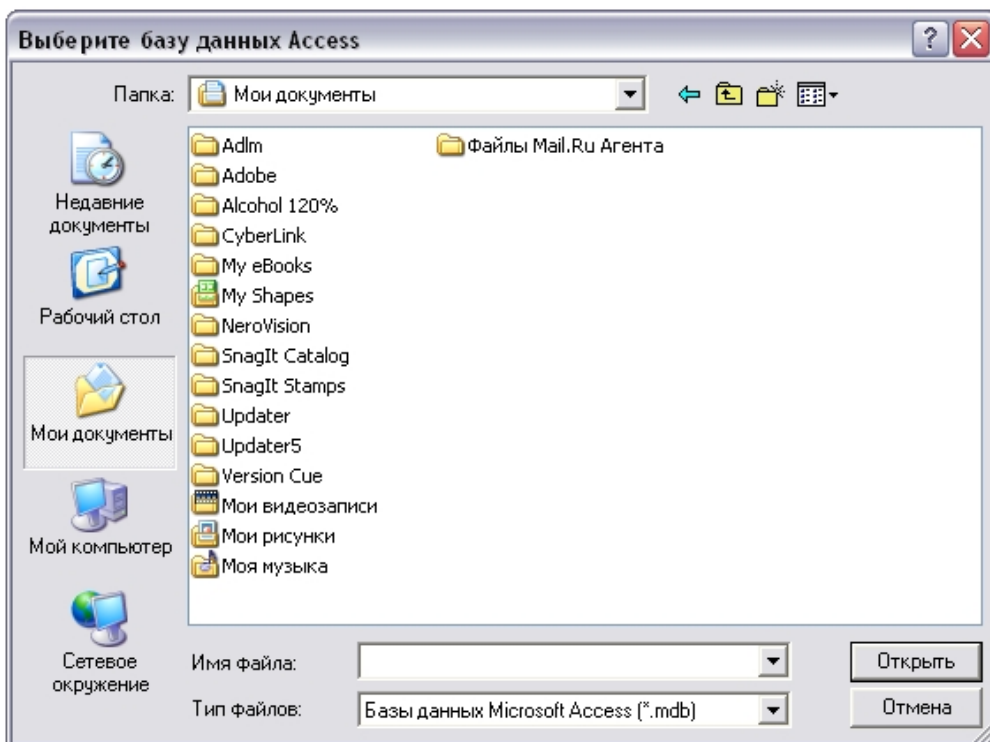 Выберите базу данных Access
Папка: Мои документы
Недавние
документы
Рабочий стол
Мои документы
Мой компьютер
Сетевое
окружение
Adlm
Adobe
Alcohol 120%
CyberLink
My eBooks
My Shapes
NeroVision
SnagIt Catalog
SnagIt Stamps
Updater
Updater5
Version Cue
Мои видеозаписи
Мои рисунки
Моя музыка
Файлы Mail.Ru Агента
Имя файла:
Открыть
Тип файлов: Базы данных Microsoft Access (*.mdb)
Отмена